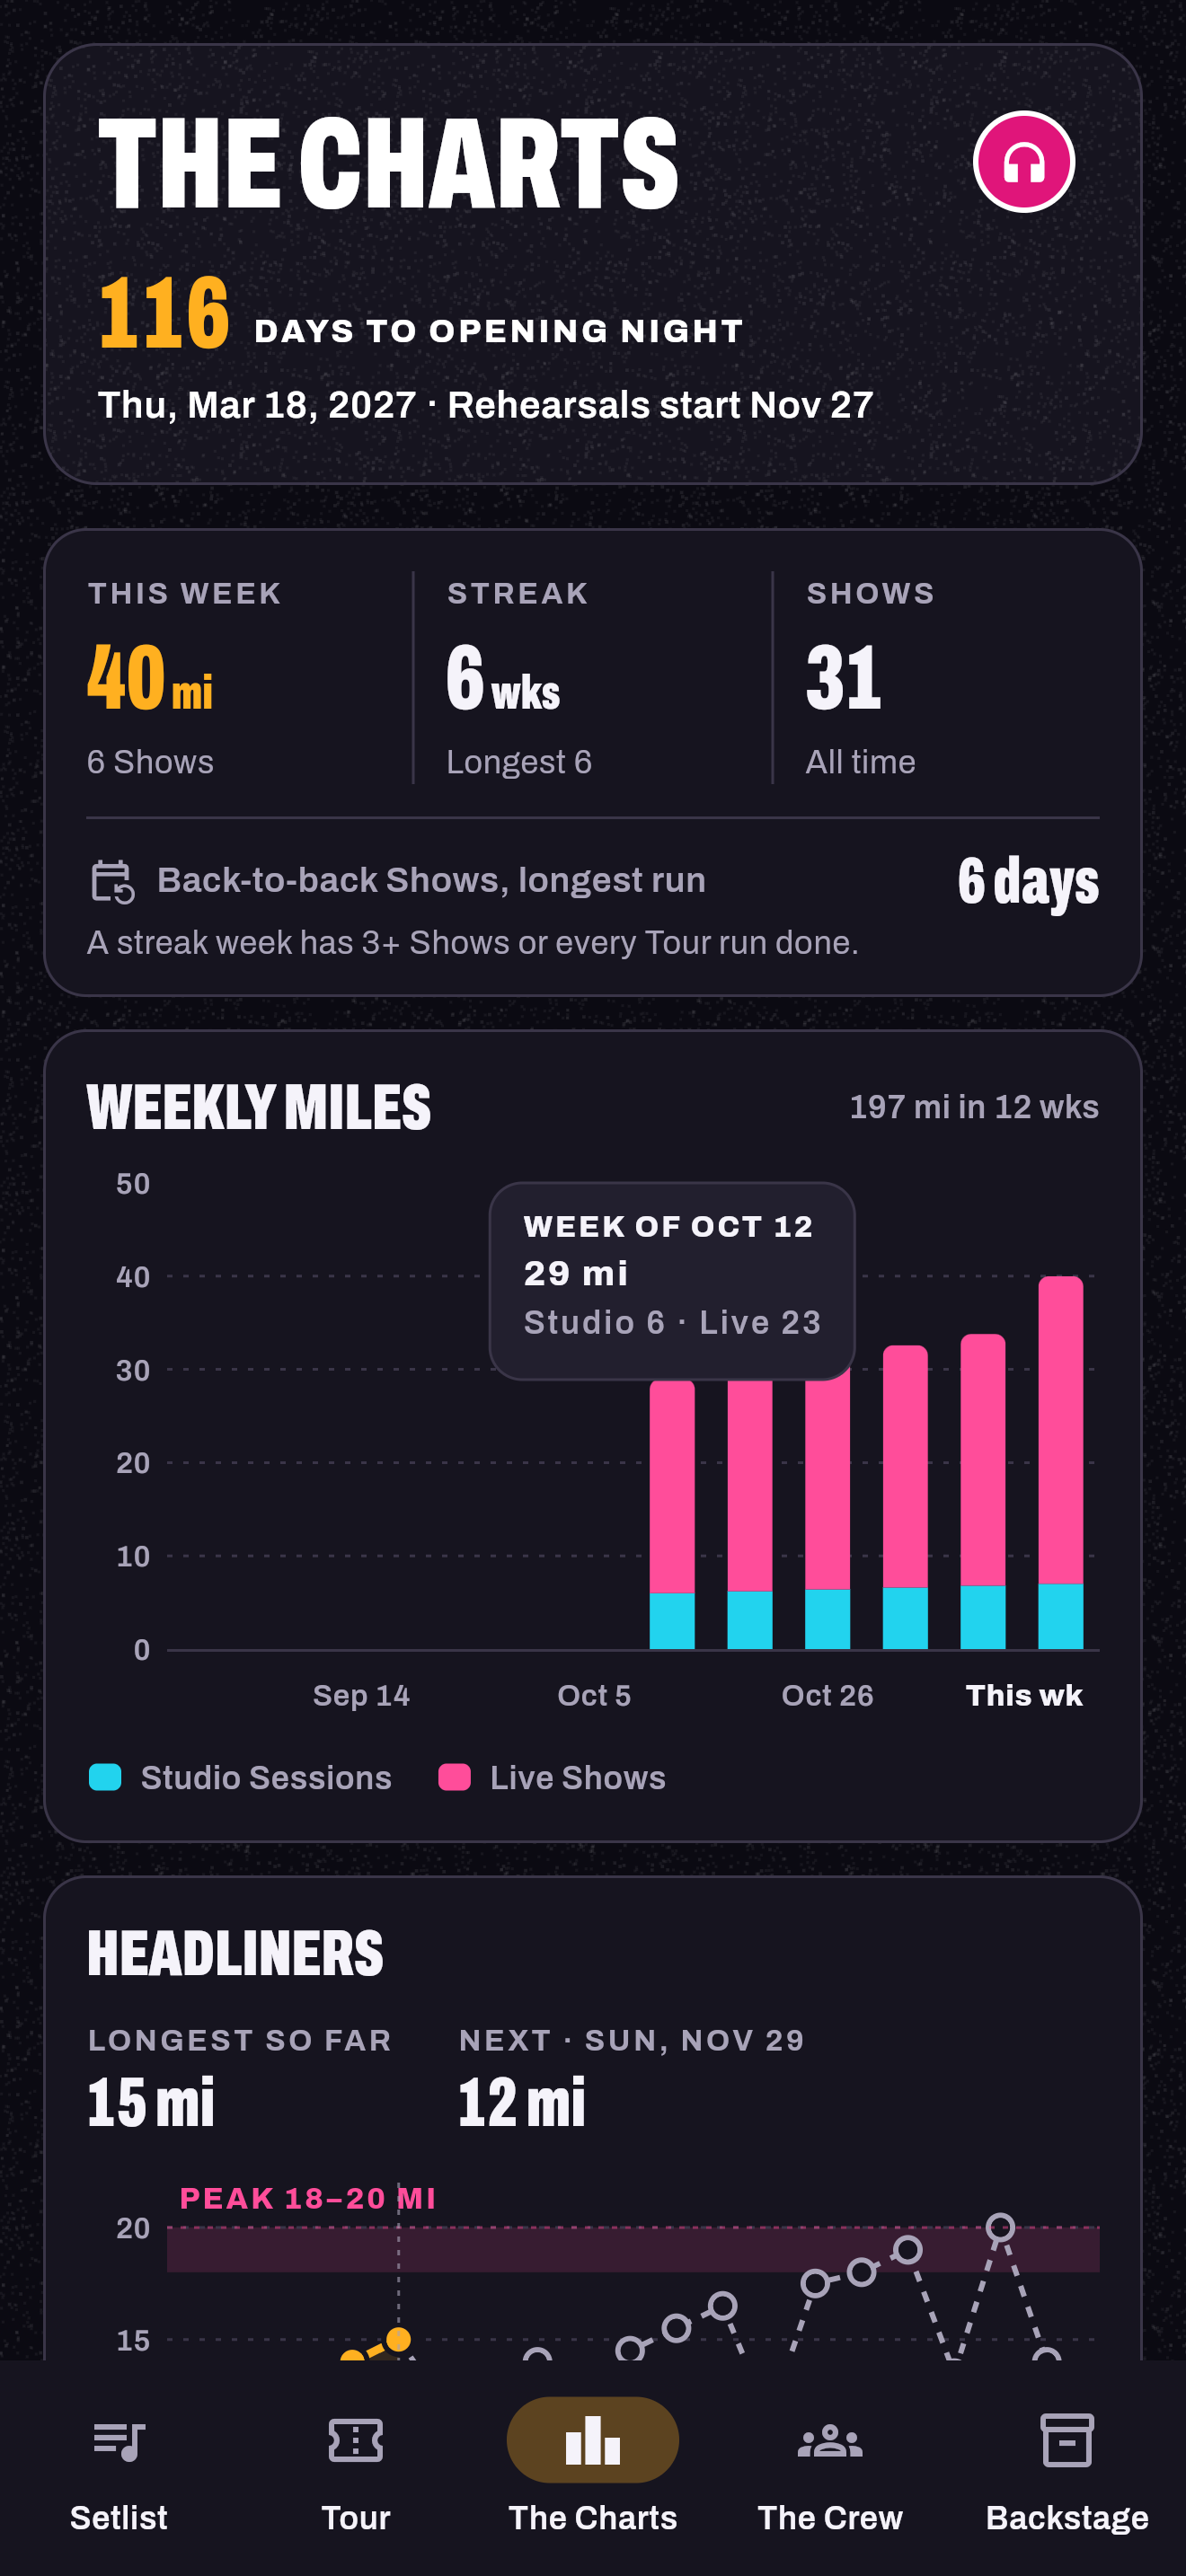 THE CHARTS
116 DAYS TO OPENING NIGHT
Thu, Mar 18, 2027 · Rehearsals start Nov 27
THIS WEEK
40 mi
6 Shows
STREAK
6 wks
Longest 6
SHOWS
31
All time
Back-to-back Shows, longest run
6 days
A streak week has 3+ Shows or every Tour run done.
WEEKLY MILES
197 mi in 12 wks
50
40
30
20
10
0
WEEK OF OCT 12
29 mi
Studio 6 · Live 23
Sep 14
Oct 5
Oct 26
This wk
Studio Sessions
Live Shows
HEADLINERS
LONGEST SO FAR
15 mi
NEXT · SUN, NOV 29
12 mi
PEAK 18–20 MI
20
15
Setlist
Tour
The Charts
The Crew
Backstage